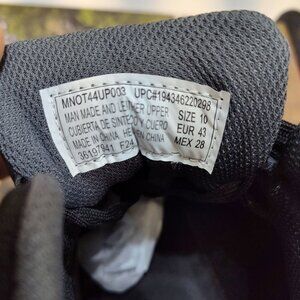 MNOT44UP003 UPC#194346220298
MAN MADE AND LEATHER UPPER SIZE 10
CUBIERTA DE SINTETICO Y CUERO EUR 43
MADE IN CHINA, HECHO EN CHINA MEX 28
36197941 F24